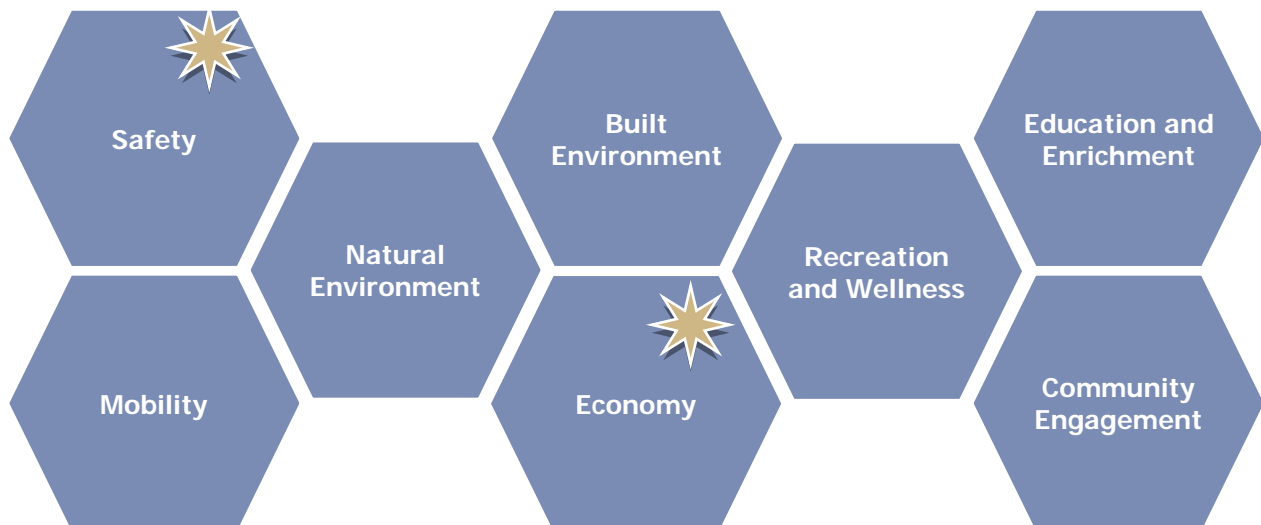 Safety
Built
Environment
Education and
Enrichment
Natural
Environment
Recreation
and Wellness
Mobility
Economy
Community
Engagement